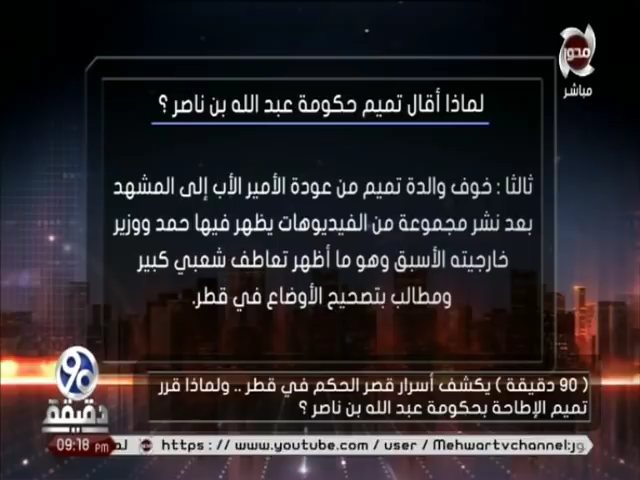 محور
مباشر
لماذا أقال تميم حكومة عبد الله بن ناصر ؟
ثالثا : خوف والدة تميم من عودة الأمير الأب إلى المشهد
بعد نشر مجموعة من الفيديوهات يظهر فيها حمد ووزير
خارجيته الأسبق وهو ما أظهر تعاطف شعبي كبير
ومطالب بتصحيح الأوضاع في قطر.
90
دقيقة
( 90 دقيقة ) يكشف أسرار قصر الحكم في قطر .. ولماذا قرر
تميم الإطاحة بحكومة عبد الله بن ناصر ؟
09:18 PM
https : //www.youtube.com / user / Mehwartvchannel